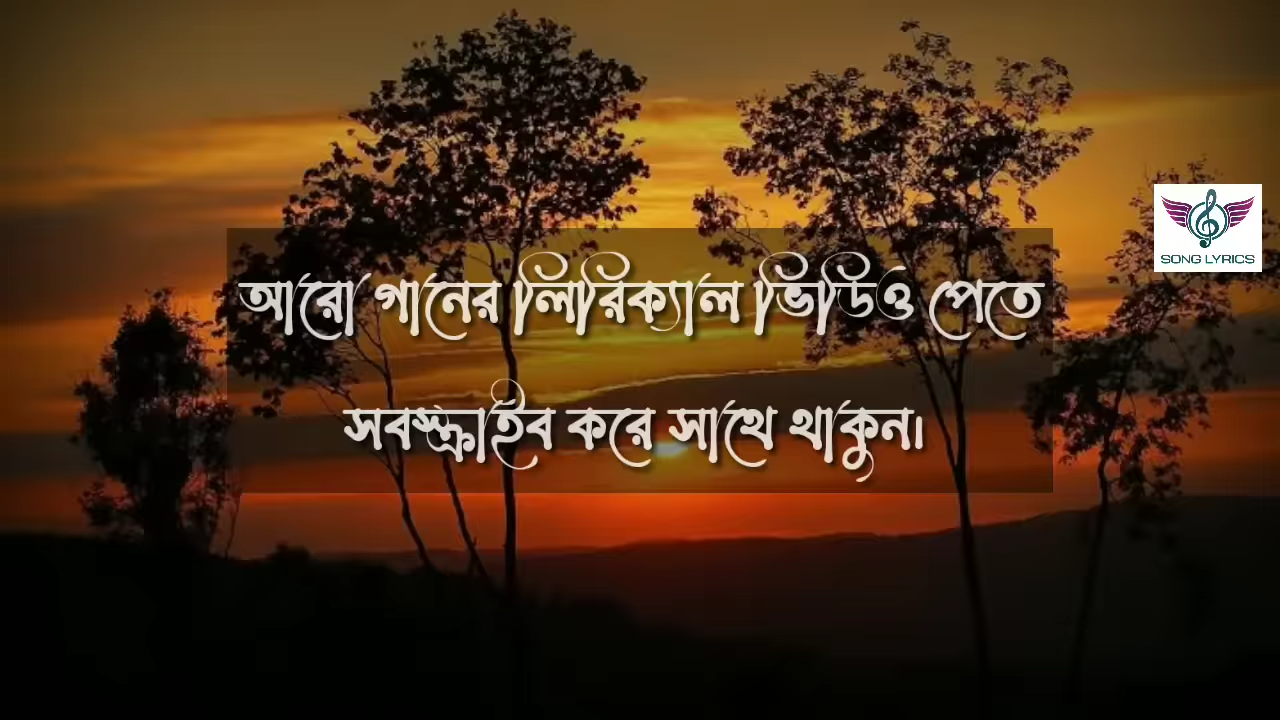 আরো গানের লিরিক্যাল ভিডিও পেতে
সবস্ক্রাইব করে সাথে থাকুন।
SONG LYRICS